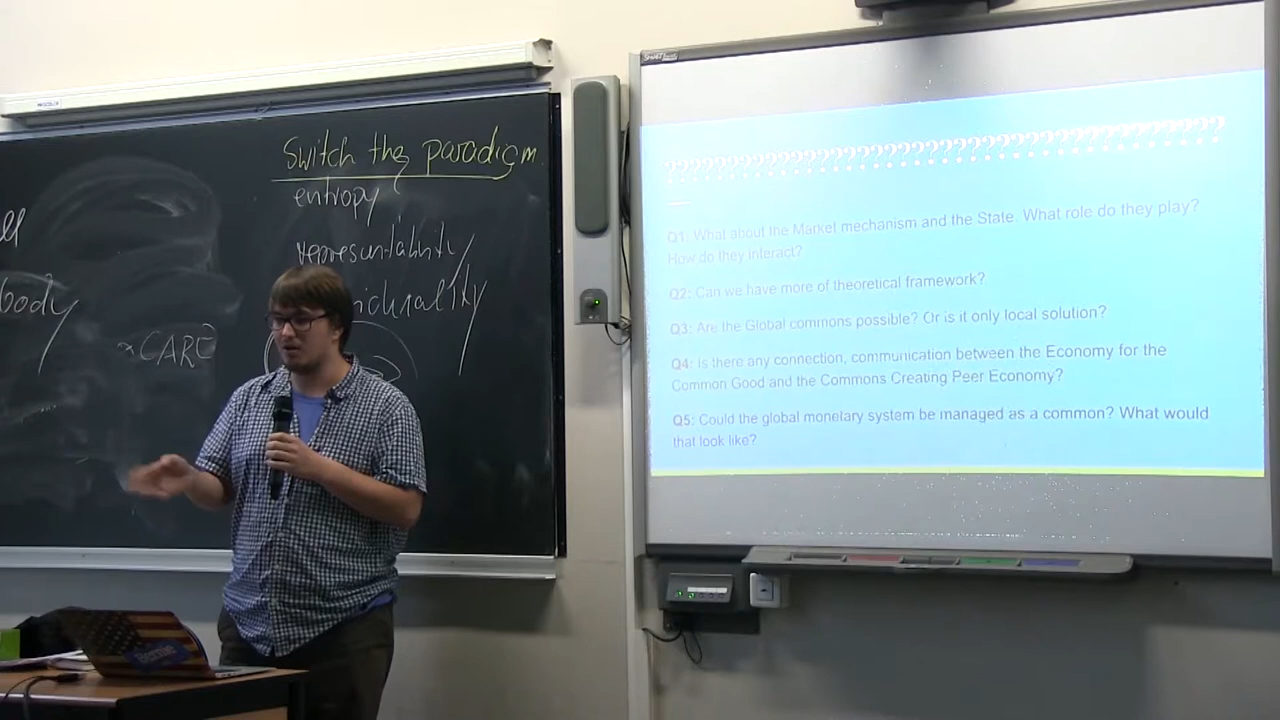 Switch the paradigm
entropy
representability
ell
body
CARE
????????????????????????????????????????????????
Q1: What about the Market mechanism and the State. What role do they play?
How do they interact?
Q2: Can we have more of theoretical framework?
Q3: Are the Global commons possible? Or is it only local solution?
Q4: Is there any connection, communication between the Economy for the
Common Good and the Commons Creating Peer Economy?
Q5: Could the global monetary system be managed as a common? What would
that look like?
Bernie